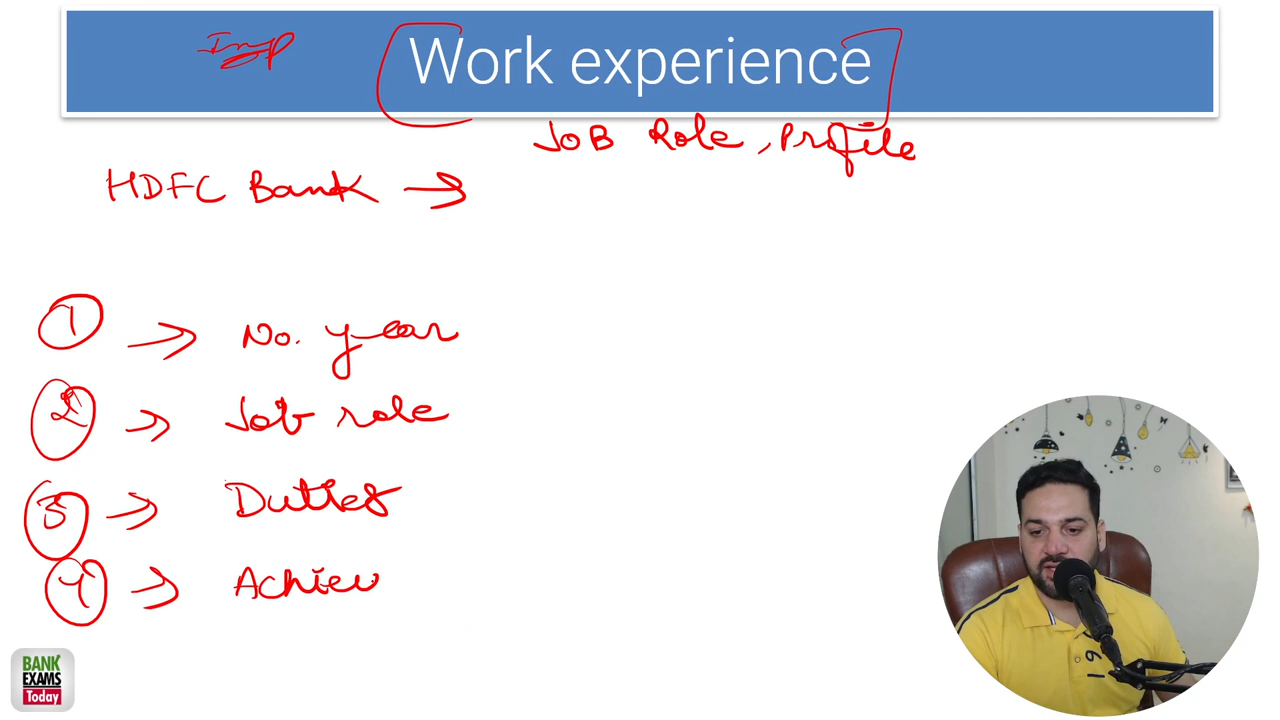 Imp
Work experience
JOB Role, Profile
HDFC Bank →
1 → No. year
2 → Job role
3 → Duties
4 → Achiev
BANK
EXAMS
Today